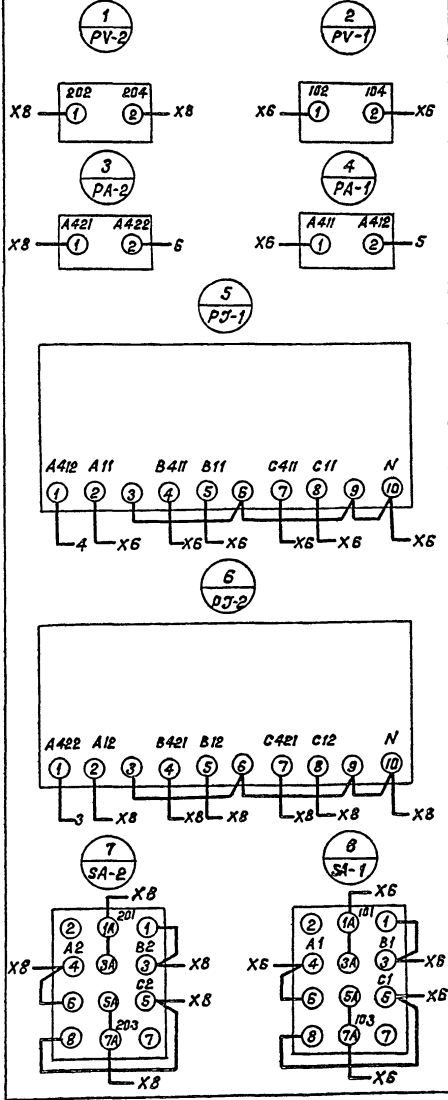 1 2
PV-2 PV-1
202 204 102 104
X8 1 2 X8 X6 1 2 X6
3 4
PA-2 PA-1
A421 A422 A411 A412
X8 1 2 6 X6 1 2 5
5
PJ-1
A412 A11 B411 B11 C411 C11 N
1 2 3 4 5 6 7 8 9 10
4 X6 X6 X6 X6 X6 X6
6
PJ-2
A422 A12 B421 B12 C421 C12 N
1 2 3 4 5 6 7 8 9 10
3 X8 X8 X8 X8 X8 X8
7 8
SA-2 SA-1
X8 X6
2 1A 201 1 2 1A 101 1
A2 B2 A1 B1
X8 4 3A 3 X8 X6 4 3A 3 X6
C2 C1
6 5A 5 X8 6 5A 5 X6
203 103
8 7A 7 8 7A 7
X8 X6